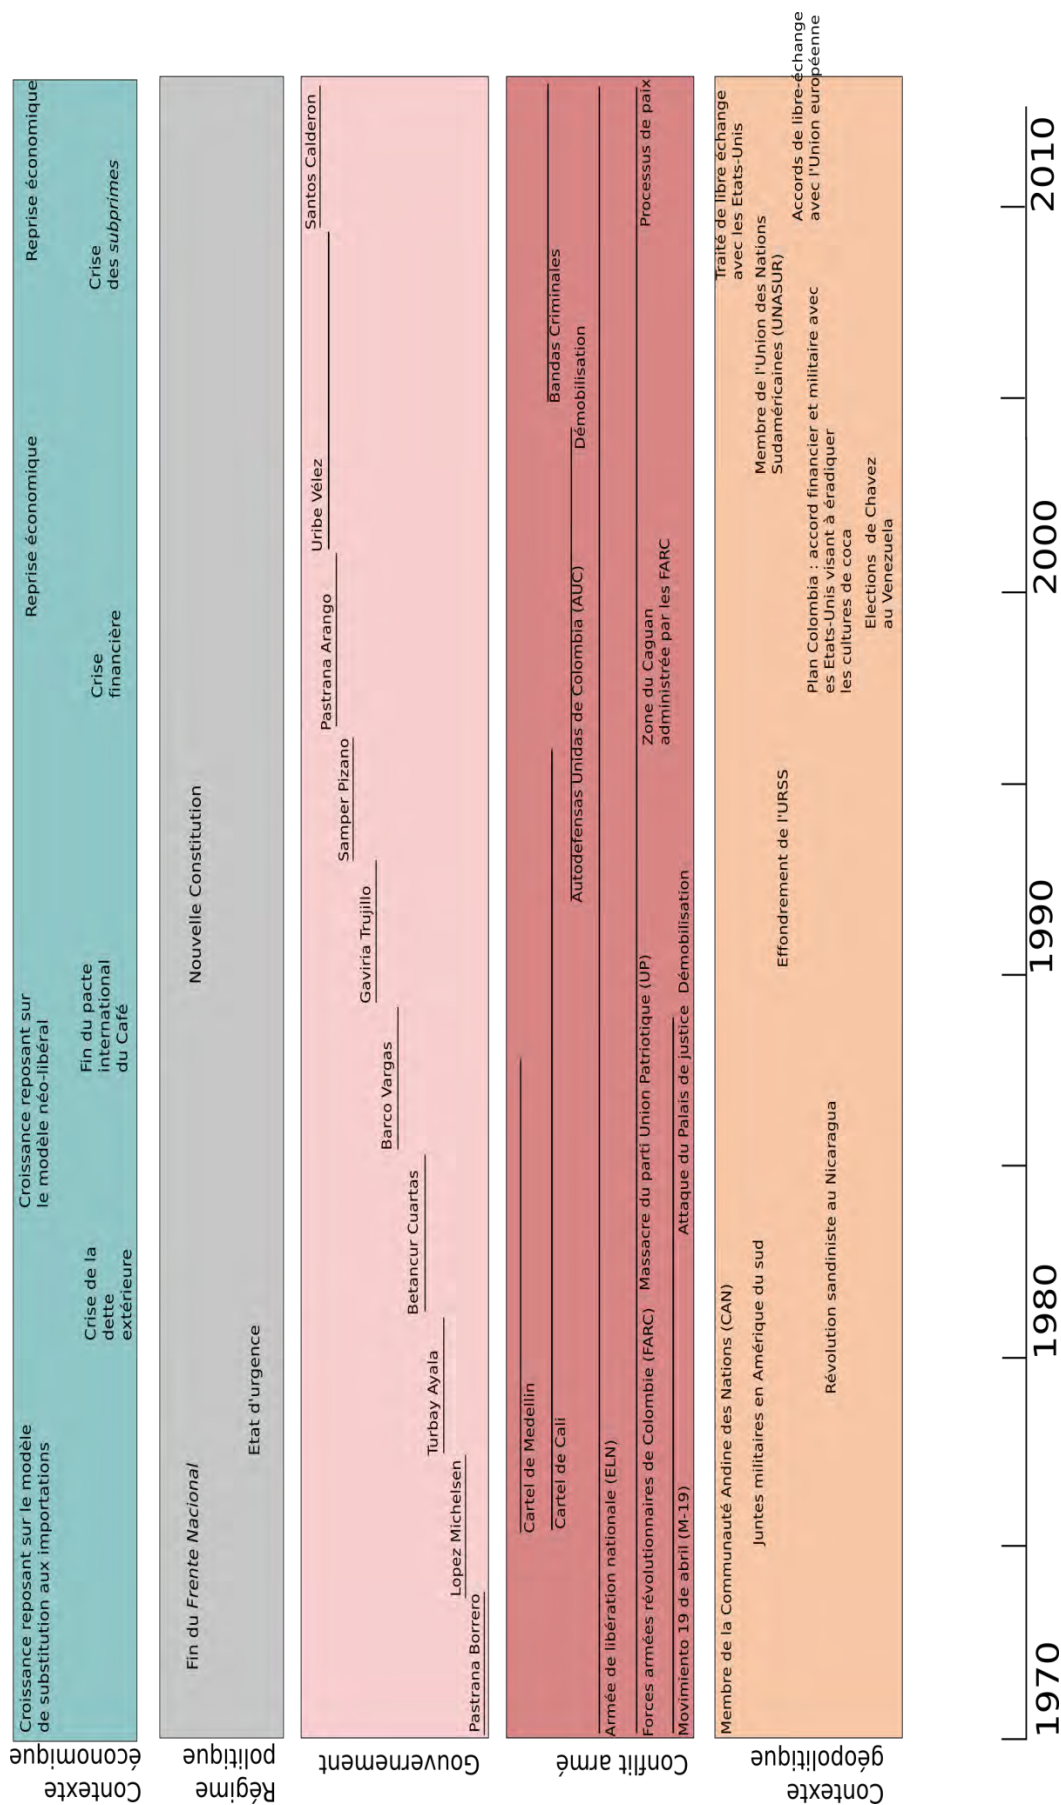 Contexte
économique
Croissance reposant sur le modèle
de substitution aux importations
Crise de la
dette
extérieure
Croissance reposant sur
le modèle néo-libéral
Fin du pacte
international
du Café
Crise
financière
Reprise économique
Crise
des subprimes
Reprise économique
Régime
politique
Fin du Frente Nacional
Etat d'urgence
Nouvelle Constitution
Gouvernement
Pastrana Borrero
Lopez Michelsen
Turbay Ayala
Betancur Cuartas
Barco Vargas
Gaviria Trujillo
Samper Pizano
Pastrana Arango
Uribe Vélez
Santos Calderon
Conflit armé
Cartel de Medellin
Cartel de Cali
Bandas Criminales
Autodefensas Unidas de Colombia (AUC)
Démobilisation
Armée de libération nationale (ELN)
Forces armées révolutionnaires de Colombie (FARC)
Massacre du parti Union Patriotique (UP)
Zone du Caguan
administrée par les FARC
Processus de paix
Movimiento 19 de abril (M-19)
Attaque du Palais de justice
Démobilisation
Contexte
géopolitique
Membre de la Communauté Andine des Nations (CAN)
Juntes militaires en Amérique du sud
Révolution sandiniste au Nicaragua
Effondrement de l'URSS
Plan Colombia : accord financier et militaire avec
es Etats-Unis visant à éradiquer
les cultures de coca
Elections de Chavez
au Venezuela
Membre de l'Union des Nations
Sudaméricaines (UNASUR)
Traité de libre échange
avec les Etats-Unis
Accords de libre-échange
avec l'Union européenne
1970
1980
1990
2000
2010